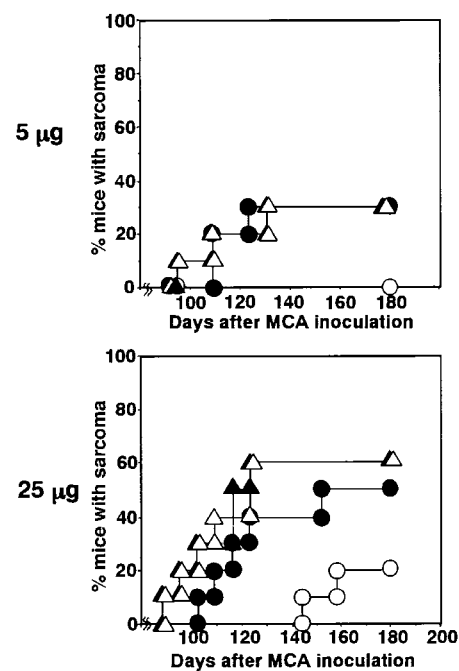 5 µg
% mice with sarcoma
100
80
60
40
20
0
100 120 140 160 180
Days after MCA inoculation
25 µg
% mice with sarcoma
100
80
60
40
20
0
100 120 140 160 180 200
Days after MCA inoculation